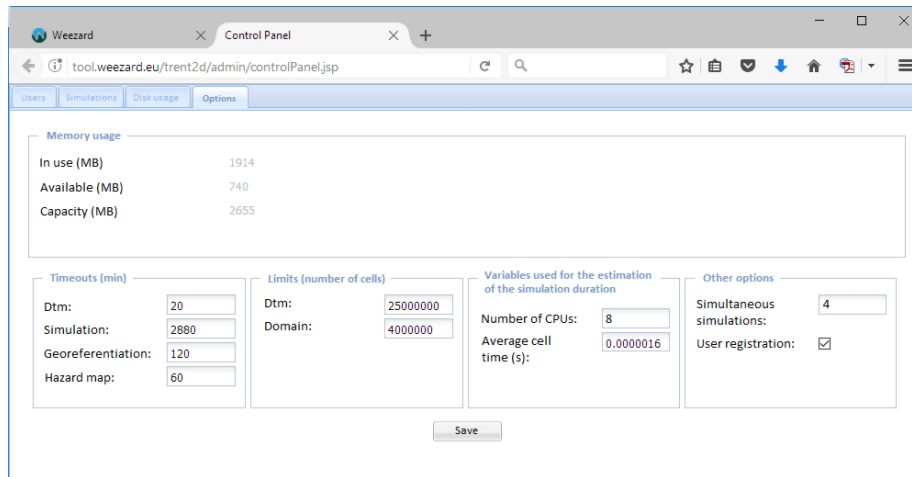 Weezard
Control Panel
tool.weezard.eu/trent2d/admin/controlPanel.jsp
Users Simulations Disk usage Options
Memory usage
In use (MB) 1914
Available (MB) 740
Capacity (MB) 2655
Timeouts (min)
Dtm: 20
Simulation: 2880
Georeferentiation: 120
Hazard map: 60
Limits (number of cells)
Dtm: 25000000
Domain: 4000000
Variables used for the estimation
of the simulation duration
Number of CPUs: 8
Average cell
time (s): 0.0000016
Other options
Simultaneous
simulations: 4
User registration:
Save